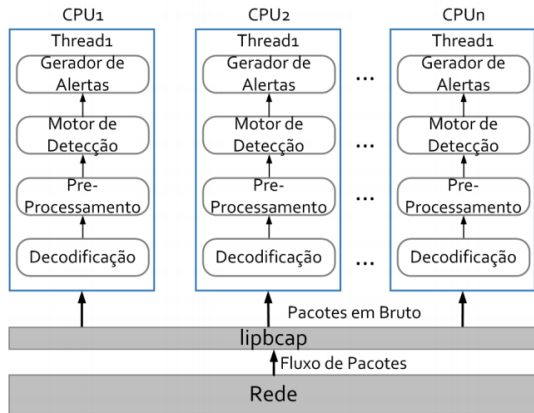 CPU1
Thread1
Gerador de
Alertas
Motor de
Detecção
Pre-
Processamento
Decodificação
CPU2
Thread1
Gerador de
Alertas
Motor de
Detecção
Pre-
Processamento
Decodificação
...
...
...
...
CPUn
Thread1
Gerador de
Alertas
Motor de
Detecção
Pre-
Processamento
Decodificação
Pacotes em Bruto
lipbcap
Fluxo de Pacotes
Rede